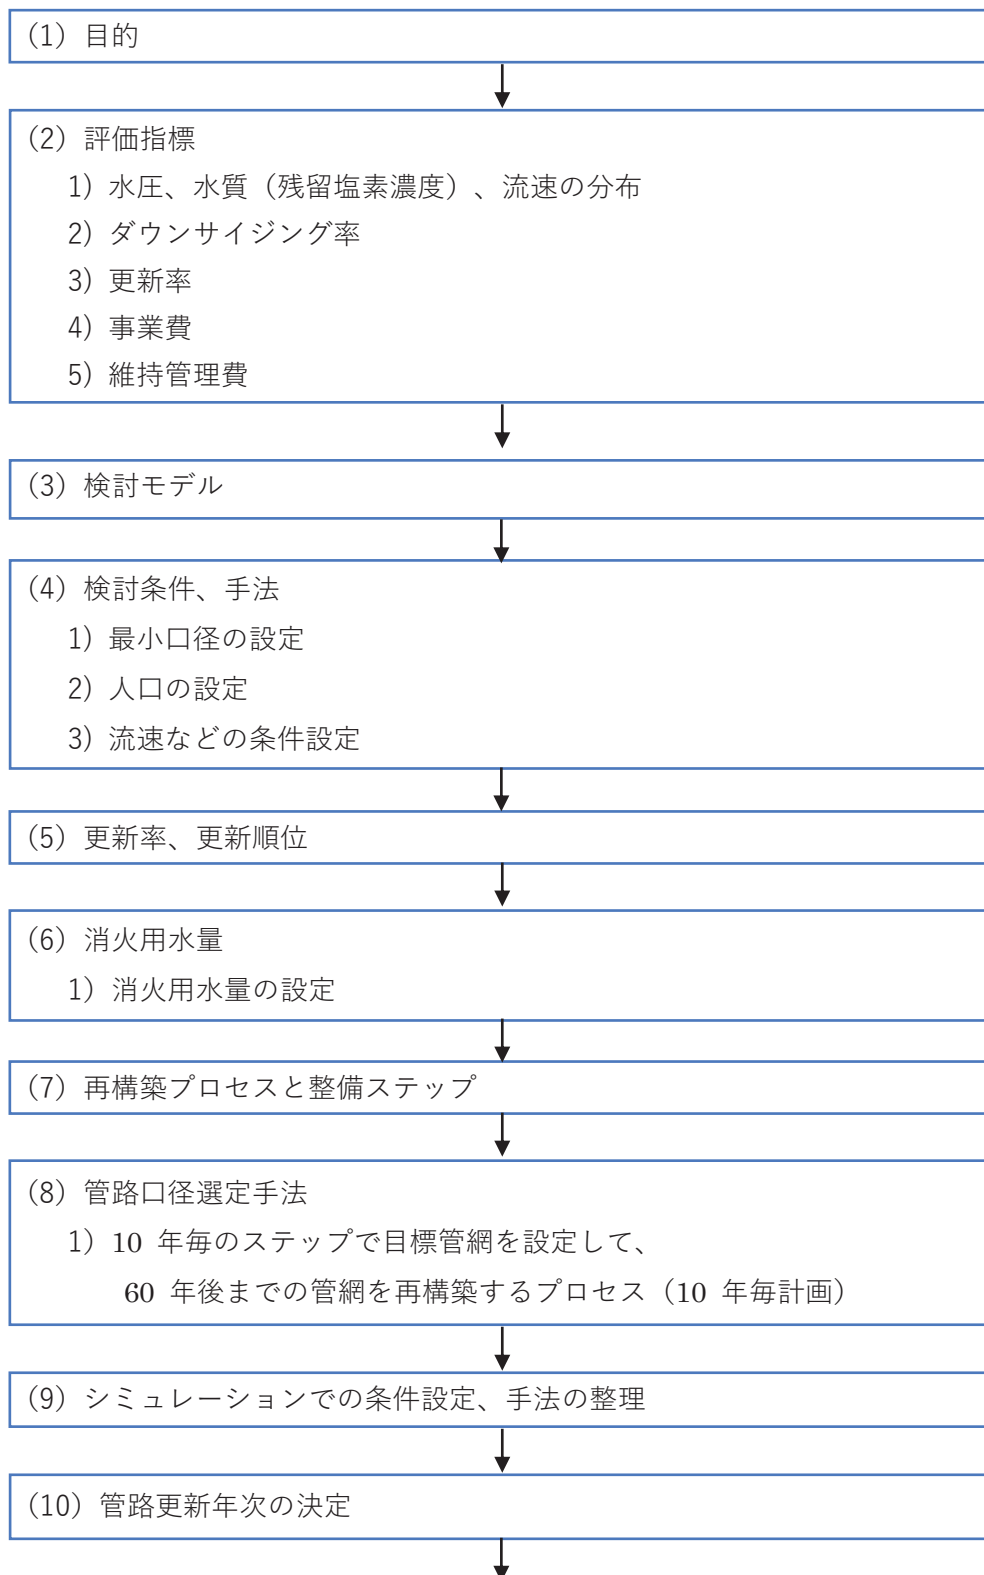 (1) 目的
(2) 評価指標
1) 水圧、水質（残留塩素濃度）、流速の分布
2) ダウンサイジング率
3) 更新率
4) 事業費
5) 維持管理費
(3) 検討モデル
(4) 検討条件、手法
1) 最小口径の設定
2) 人口の設定
3) 流速などの条件設定
(5) 更新率、更新順位
(6) 消火用水量
1) 消火用水量の設定
(7) 再構築プロセスと整備ステップ
(8) 管路口径選定手法
1) 10 年毎のステップで目標管網を設定して、
60 年後までの管網を再構築するプロセス（10 年毎計画）
(9) シミュレーションでの条件設定、手法の整理
(10) 管路更新年次の決定